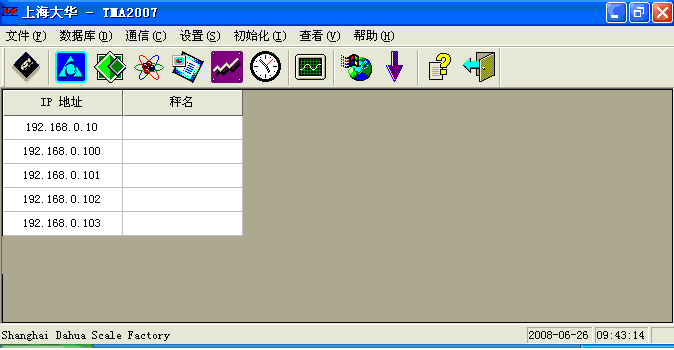 上海大华 - TMA2007
文件(F) 数据库(D) 通信(C) 设置(S) 初始化(I) 查看(V) 帮助(H)
IP 地址 秤名
192.168.0.10
192.168.0.100
192.168.0.101
192.168.0.102
192.168.0.103
Shanghai Dahua Scale Factory 2008-06-26 09:43:14